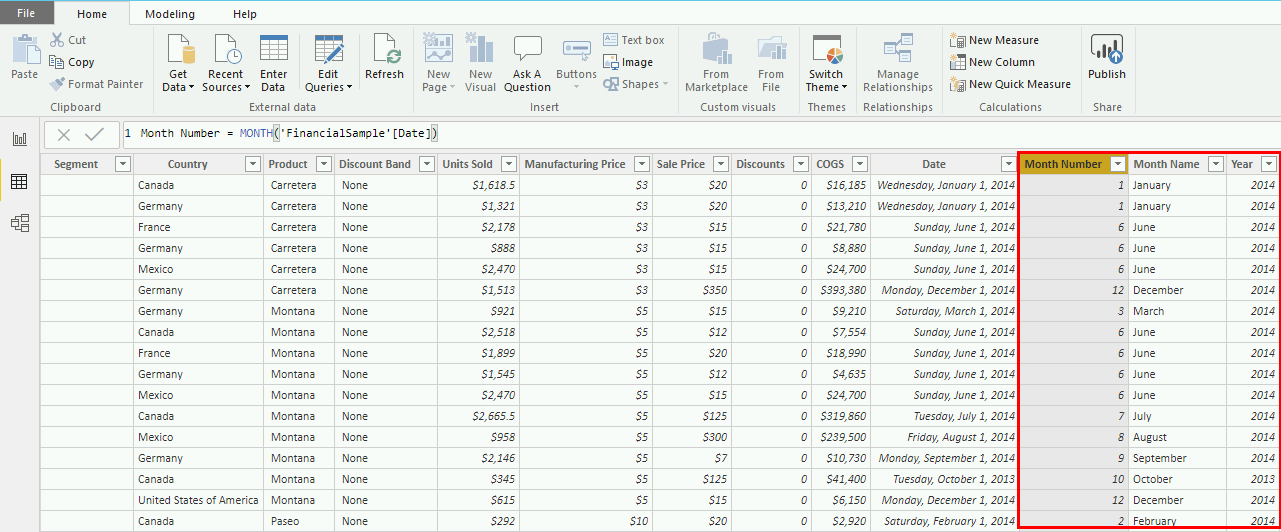 File Home Modeling Help
Paste Cut Copy Format Painter Clipboard
Get Data Recent Sources Enter Data Edit Queries Refresh External data
New Page New Visual Ask A Question Buttons Text box Image Shapes Insert
From Marketplace From File Custom visuals
Switch Theme Themes
Manage Relationships Relationships
New Measure New Column New Quick Measure Calculations
Publish Share
1 Month Number = MONTH('FinancialSample'[Date])
Segment Country Product Discount Band Units Sold Manufacturing Price Sale Price Discounts COGS Date Month Number Month Name Year
Canada Carretera None $1,618.5 $3 $20 0 $16,185 Wednesday, January 1, 2014 1 January 2014
Germany Carretera None $1,321 $3 $20 0 $13,210 Wednesday, January 1, 2014 1 January 2014
France Carretera None $2,178 $3 $15 0 $21,780 Sunday, June 1, 2014 6 June 2014
Germany Carretera None $888 $3 $15 0 $8,880 Sunday, June 1, 2014 6 June 2014
Mexico Carretera None $2,470 $3 $15 0 $24,700 Sunday, June 1, 2014 6 June 2014
Germany Carretera None $1,513 $3 $350 0 $393,380 Monday, December 1, 2014 12 December 2014
Germany Montana None $921 $5 $15 0 $9,210 Saturday, March 1, 2014 3 March 2014
Canada Montana None $2,518 $5 $12 0 $7,554 Sunday, June 1, 2014 6 June 2014
France Montana None $1,899 $5 $20 0 $18,990 Sunday, June 1, 2014 6 June 2014
Germany Montana None $1,545 $5 $12 0 $4,635 Sunday, June 1, 2014 6 June 2014
Mexico Montana None $2,470 $5 $15 0 $24,700 Sunday, June 1, 2014 6 June 2014
Canada Montana None $2,665.5 $5 $125 0 $319,860 Tuesday, July 1, 2014 7 July 2014
Mexico Montana None $958 $5 $300 0 $239,500 Friday, August 1, 2014 8 August 2014
Germany Montana None $2,146 $5 $7 0 $10,730 Monday, September 1, 2014 9 September 2014
Canada Montana None $345 $5 $125 0 $41,400 Tuesday, October 1, 2013 10 October 2013
United States of America Montana None $615 $5 $15 0 $6,150 Monday, December 1, 2014 12 December 2014
Canada Paseo None $292 $10 $20 0 $2,920 Saturday, February 1, 2014 2 February 2014